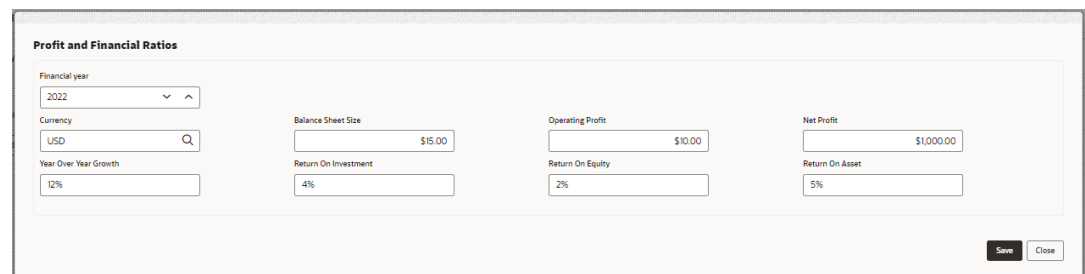 Profit and Financial Ratios
Financial year
2022
Currency Balance Sheet Size Operating Profit Net Profit
USD $15.00 $10.00 $1,000.00
Year Over Year Growth Return On Investment Return On Equity Return On Asset
12% 4% 2% 5%
Save Close